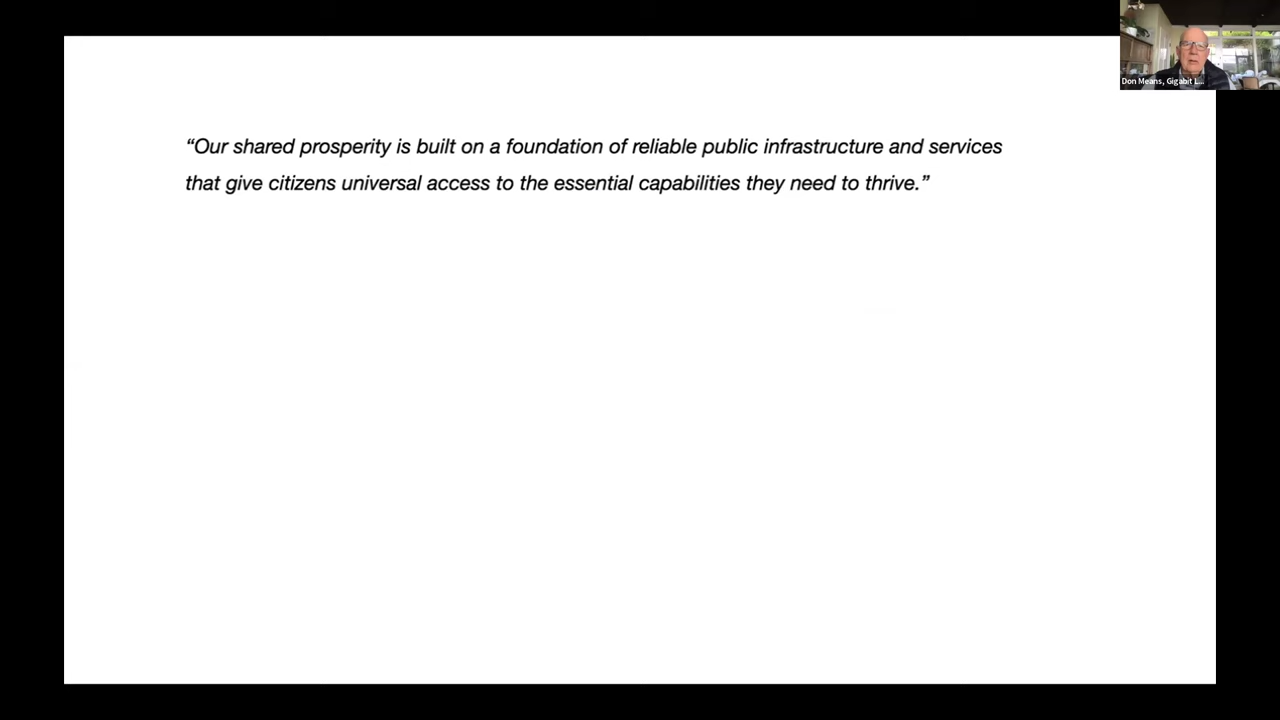 Don Means, Gigabit L...
“Our shared prosperity is built on a foundation of reliable public infrastructure and services
that give citizens universal access to the essential capabilities they need to thrive.”